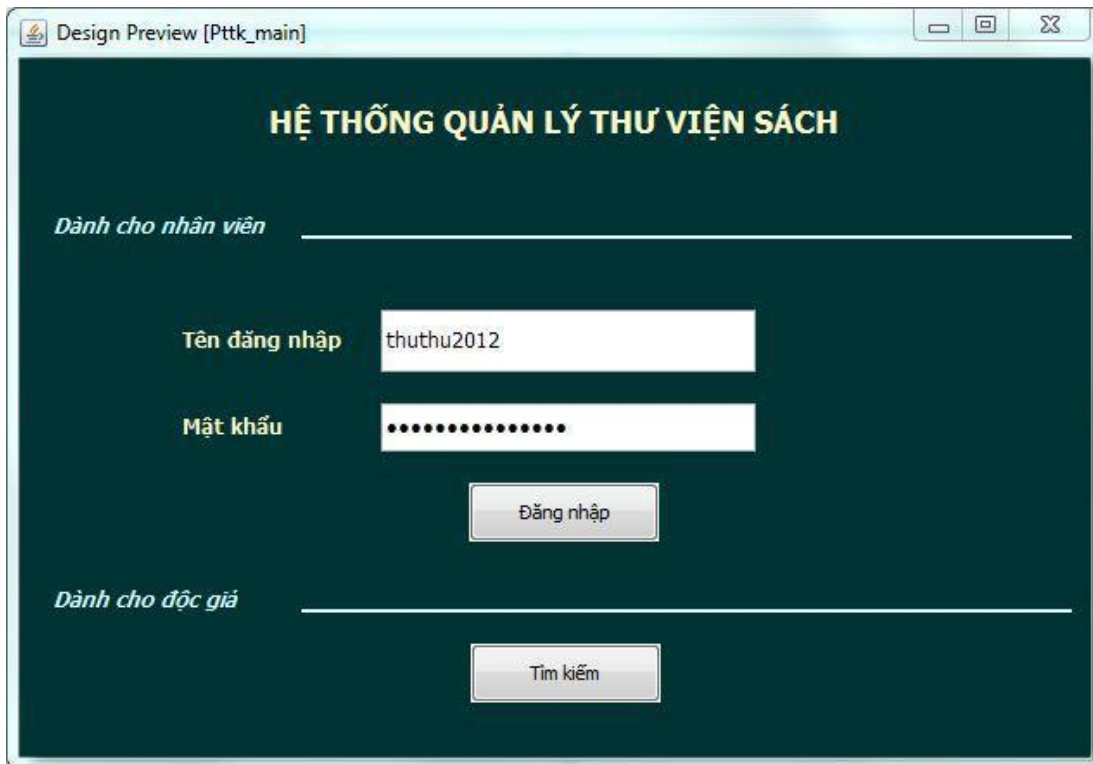 Design Preview [Pttk_main]
HỆ THỐNG QUẢN LÝ THƯ VIỆN SÁCH
Dành cho nhân viên
Tên đăng nhập thuthu2012
Mật khẩu •••••••••••••••
Đăng nhập
Dành cho độc giả
Tìm kiếm